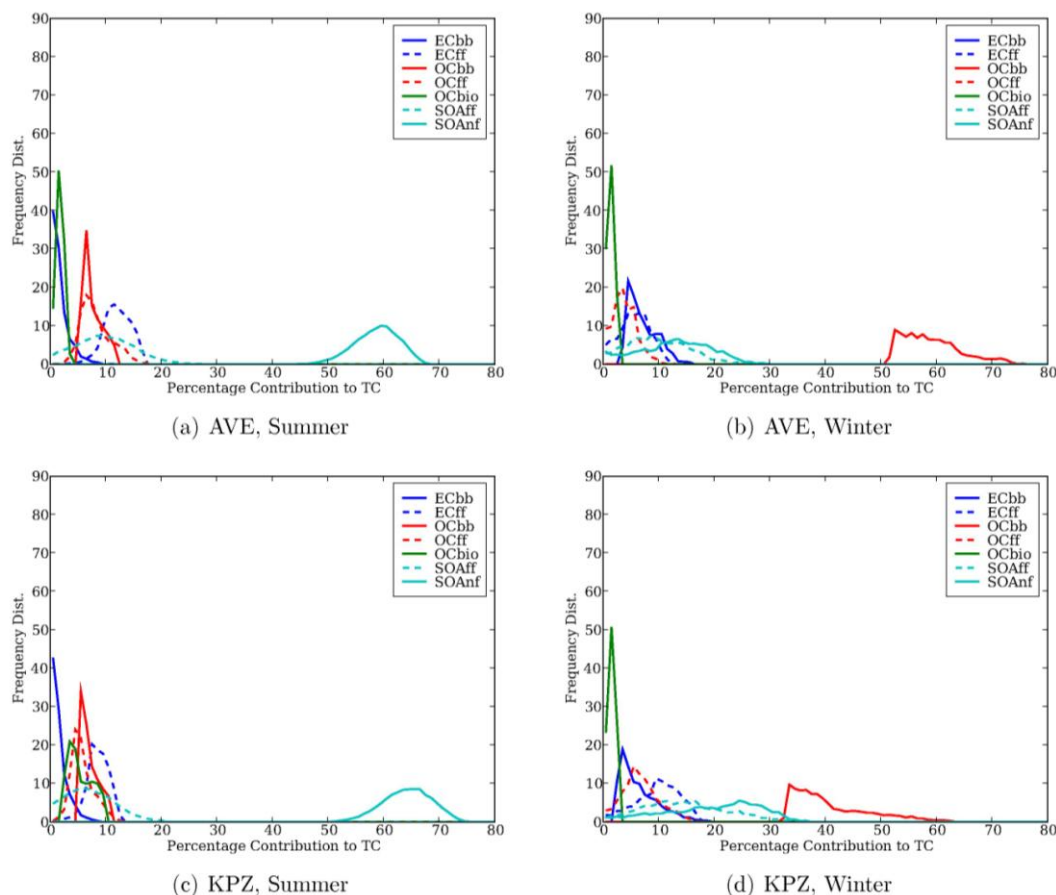 90
80
70
60
50
40
30
20
10
0
Frequency Dist.
ECbb
ECff
OCbb
OCff
OCbio
SOAff
SOAnf
0 10 20 30 40 50 60 70 80
Percentage Contribution to TC
(a) AVE, Summer
90
80
70
60
50
40
30
20
10
0
Frequency Dist.
ECbb
ECff
OCbb
OCff
OCbio
SOAff
SOAnf
0 10 20 30 40 50 60 70 80
Percentage Contribution to TC
(b) AVE, Winter
90
80
70
60
50
40
30
20
10
0
Frequency Dist.
ECbb
ECff
OCbb
OCff
OCbio
SOAff
SOAnf
0 10 20 30 40 50 60 70 80
Percentage Contribution to TC
(c) KPZ, Summer
90
80
70
60
50
40
30
20
10
0
Frequency Dist.
ECbb
ECff
OCbb
OCff
OCbio
SOAff
SOAnf
0 10 20 30 40 50 60 70 80
Percentage Contribution to TC
(d) KPZ, Winter